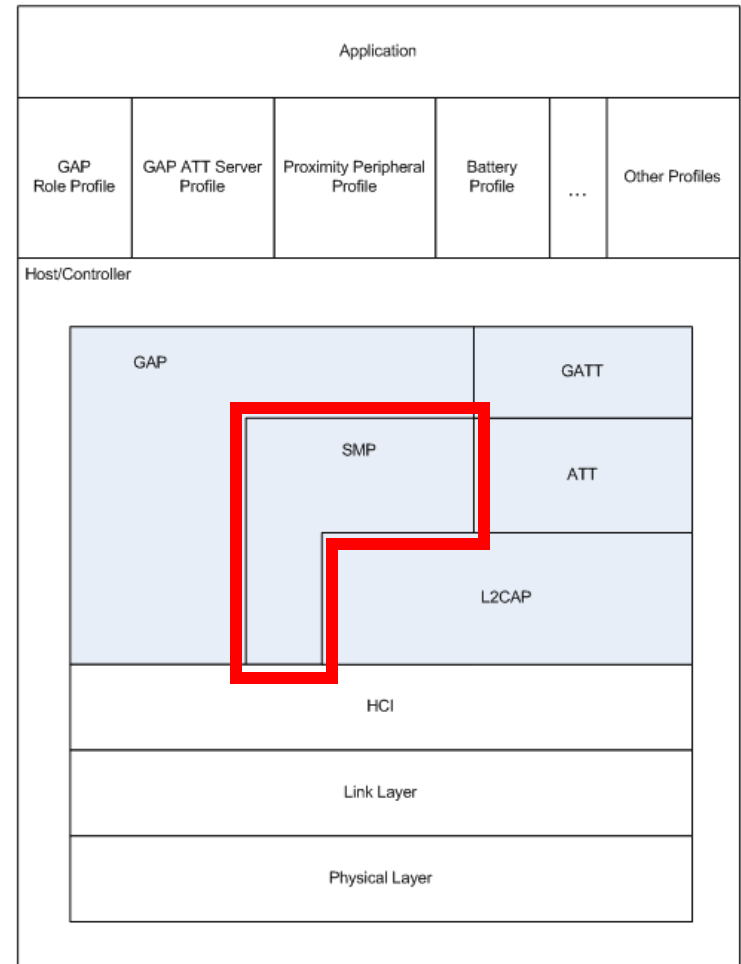 Application
GAP
Role Profile
GAP ATT Server
Profile
Proximity Peripheral
Profile
Battery
Profile
...
Other Profiles
Host/Controller
GAP
GATT
SMP
ATT
L2CAP
HCI
Link Layer
Physical Layer